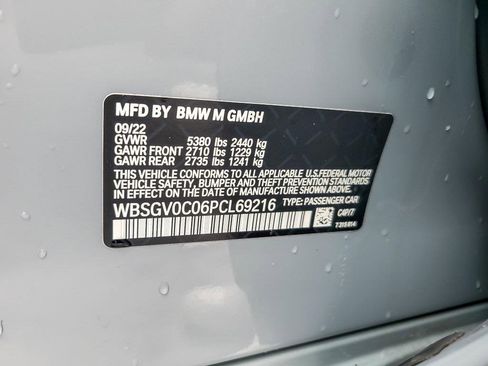 MFD BY BMW M GMBH
09/22
GVWR 5380 lbs 2440 kg
GAWR FRONT 2710 lbs 1229 kg
GAWR REAR 2735 lbs 1241 kg
THIS VEHICLE CONFORMS TO ALL APPLICABLE U.S.FEDERAL MOTOR
VEHICLE SAFETY, BUMPER, AND THEFT PREVENTION STANDARDS
IN EFFECT ON THE DATE OF MANUFACTURE SHOWN ABOVE.
WBSGV0C06PCL69216 TYPE: PASSENGER CAR